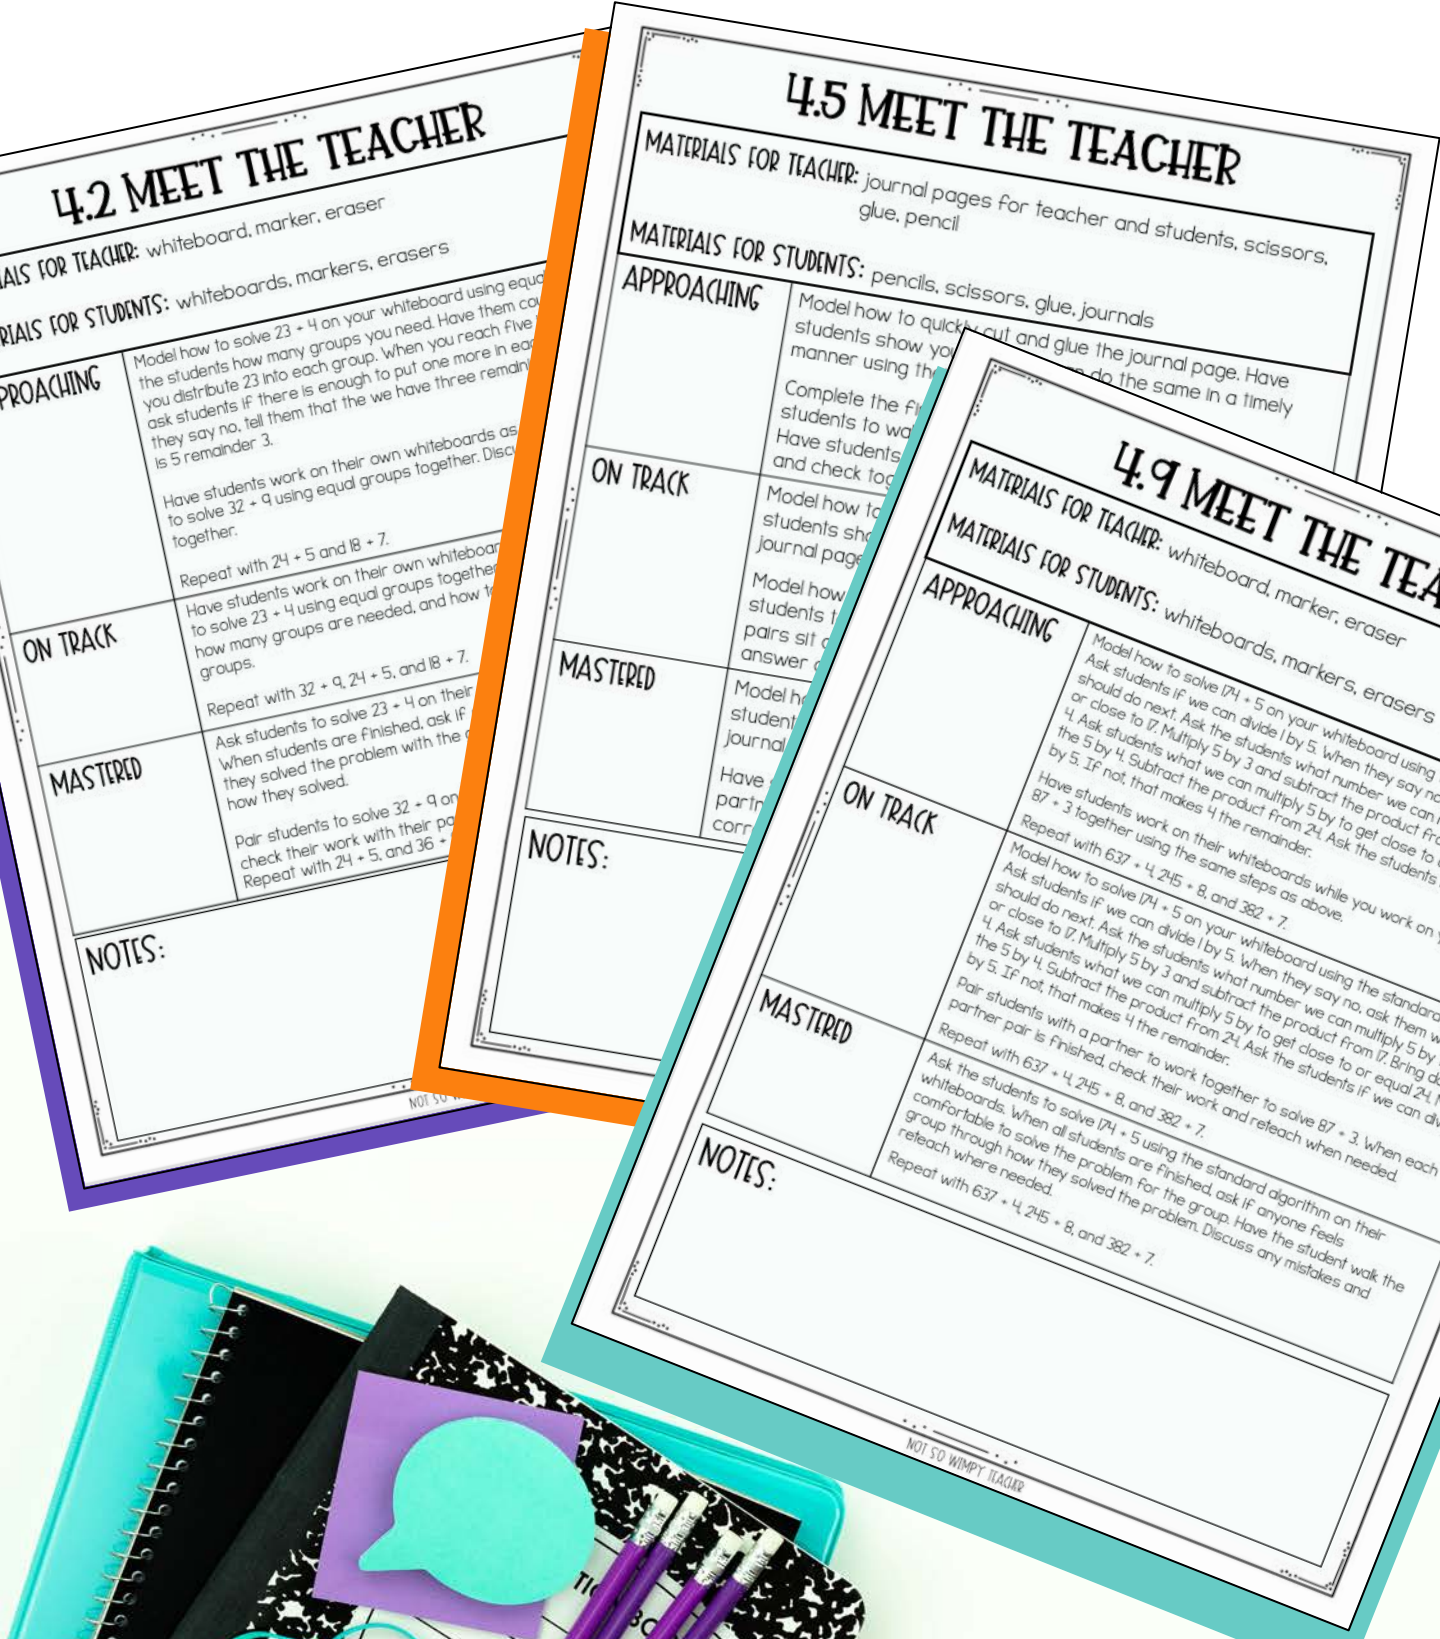 4.2 MEET THE TEACHER
TEACHER: whiteboard, marker, eraser
FOR STUDENTS: whiteboards, markers, erasers
Model how to solve 23 ÷ 4 on your whiteboard using
the students how many groups you need. Have them
you distribute 23 into each group. When you reach five
ask students if there is enough to put one more in
they say no, tell them that the we have three
is 5 remainder 3.
Have students work on their own whiteboards as
to solve 32 ÷ 9 using equal groups together.
together.
Repeat with 24 ÷ 5 and 18 ÷ 7.
ON TRACK
Have students work on their own
to solve 23 ÷ 4 using equal groups
how many groups are needed, and how
groups.
Repeat with 32 ÷ 9, 24 ÷ 5, and 18 ÷ 7.
MASTERED
Ask students to solve 23 ÷ 4 on their
When students are finished, ask if
they solved the problem with the
how they solved.
Pair students to solve 32 ÷ 9 on
check their work with their
Repeat with 24 ÷ 5, and 36 ÷
NOTES:
NOT SO
4.5 MEET THE TEACHER
MATERIALS FOR TEACHER: journal pages for teacher and students, scissors,
glue, pencil
MATERIALS FOR STUDENTS: pencils, scissors, glue, journals
APPROACHING
Model how to quickly cut and glue the journal page. Have
students show you do the same in a timely
manner using the
Complete the
students to
Have students
and check
ON TRACK
Model how to
students
journal page
Model how
students
pairs sit
answer
MASTERED
Model
student
journal
Have
NOTES:
4.9 MEET THE
MATERIALS FOR TEACHER: whiteboard, marker, eraser
MATERIALS FOR STUDENTS: whiteboards, markers, erasers
APPROACHING
Model how to solve 174 ÷ 5 on your whiteboard using
Ask students if we can divide 1 by 5. When they say no
should do next. Ask the students what number we can
or close to 17. Multiply 5 by 3 and subtract the product
4. Ask students what we can multiply 5 by to get close to
the 5 by 4. Subtract the product from 24. Ask the students
by 5. If not, that makes 4 the remainder.
Have students work on their whiteboards while you work on
87 ÷ 3 together using the same steps as above.
Repeat with 637 ÷ 4, 245 ÷ 8, and 382 ÷ 7.
ON TRACK
Model how to solve 174 ÷ 5 on your whiteboard using the standard
Ask students if we can divide 1 by 5. When they say no, ask them
should do next. Ask the students what number we can multiply 5 by
or close to 17. Multiply 5 by 3 and subtract the product from 17. Bring
4. Ask students what we can multiply 5 by to get close to or equal 24.
the 5 by 4. Subtract the product from 24. Ask the students if we can
by 5. If not, that makes 4 the remainder.
Pair students with a partner to work together to solve 87 ÷ 3. When each
partner pair is finished, check their work and reteach when needed.
Repeat with 637 ÷ 4, 245 ÷ 8, and 382 ÷ 7.
MASTERED
Ask the students to solve 174 ÷ 5 using the standard algorithm on their
whiteboards. When all students are finished, ask if anyone feels
comfortable to solve the problem for the group. Have the student walk the
group through how they solved the problem. Discuss any mistakes and
reteach where needed.
Repeat with 637 ÷ 4, 245 ÷ 8, and 382 ÷ 7.
NOTES:
NOT SO WIMPY TEACHER